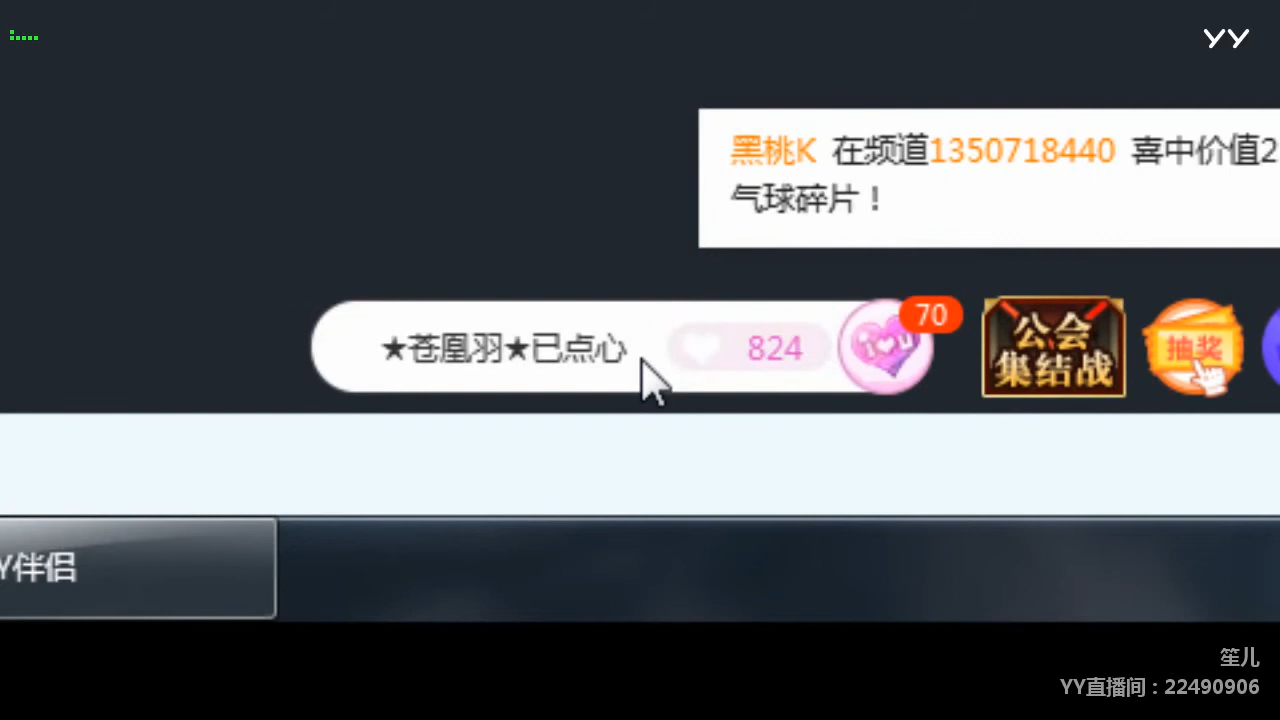 YY
黑桃K 在频道1350718440 喜中价值2
气球碎片！
★苍凰羽★已点心
824
70
I U
公会
集结战
抽奖
Y伴侣
笙儿
YY直播间：22490906